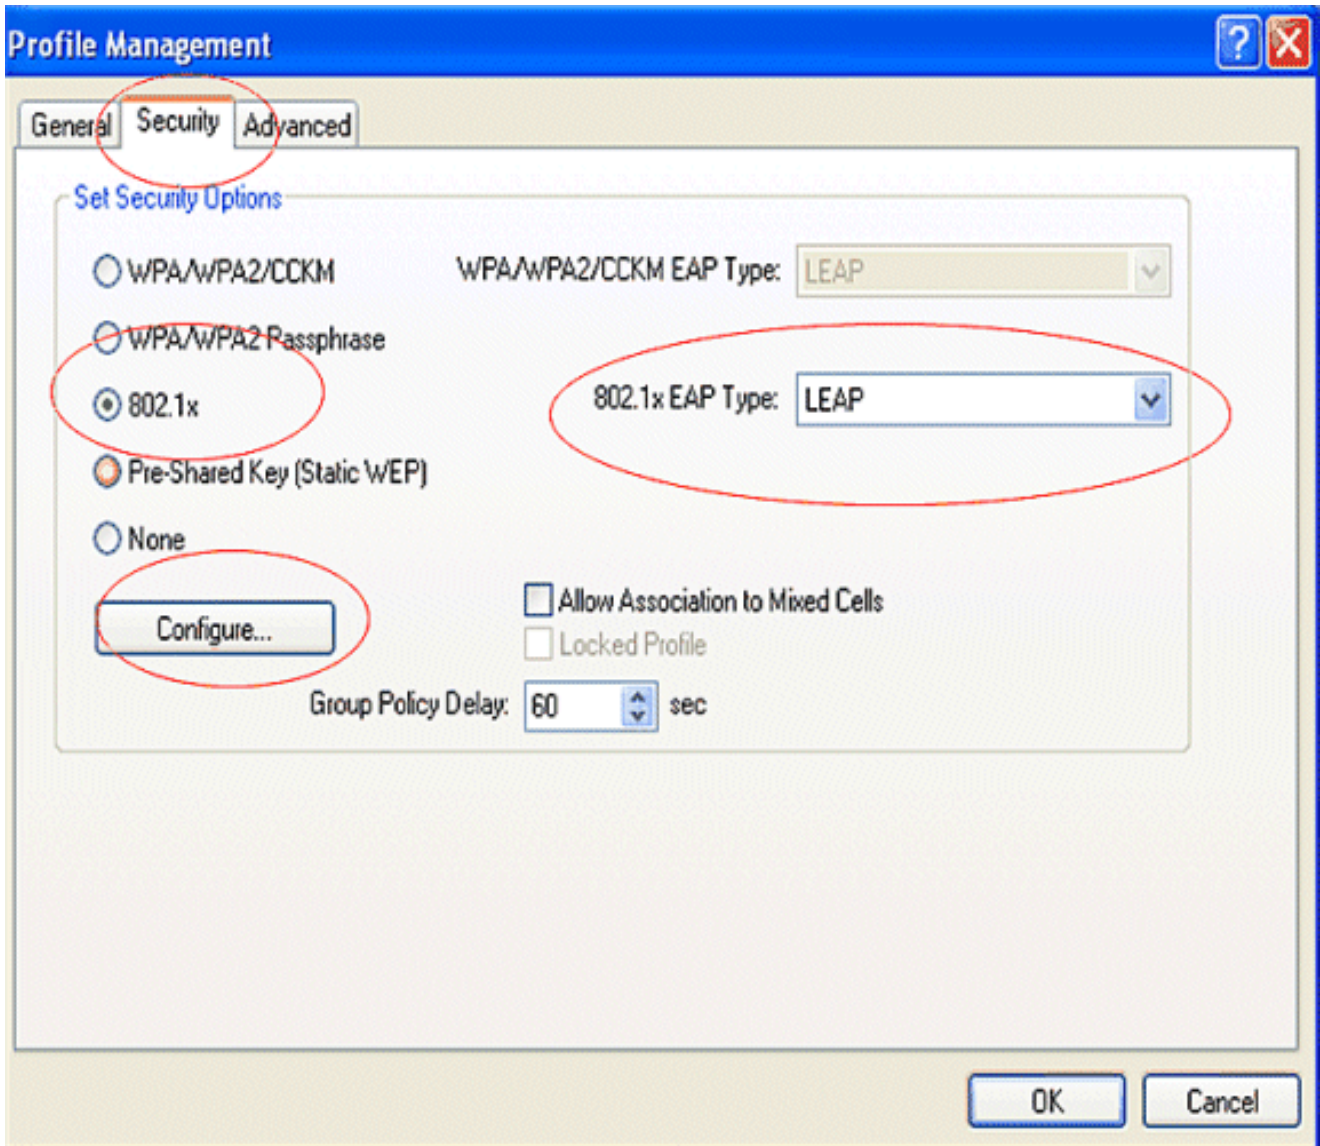 Profile Management
General Security Advanced
Set Security Options
WPA/WPA2/CCKM WPA/WPA2/CCKM EAP Type: LEAP
WPA/WPA2 Passphrase
802.1x 802.1x EAP Type: LEAP
Pre-Shared Key (Static WEP)
None
Allow Association to Mixed Cells
Configure...
Locked Profile
Group Policy Delay: 60 sec
OK Cancel